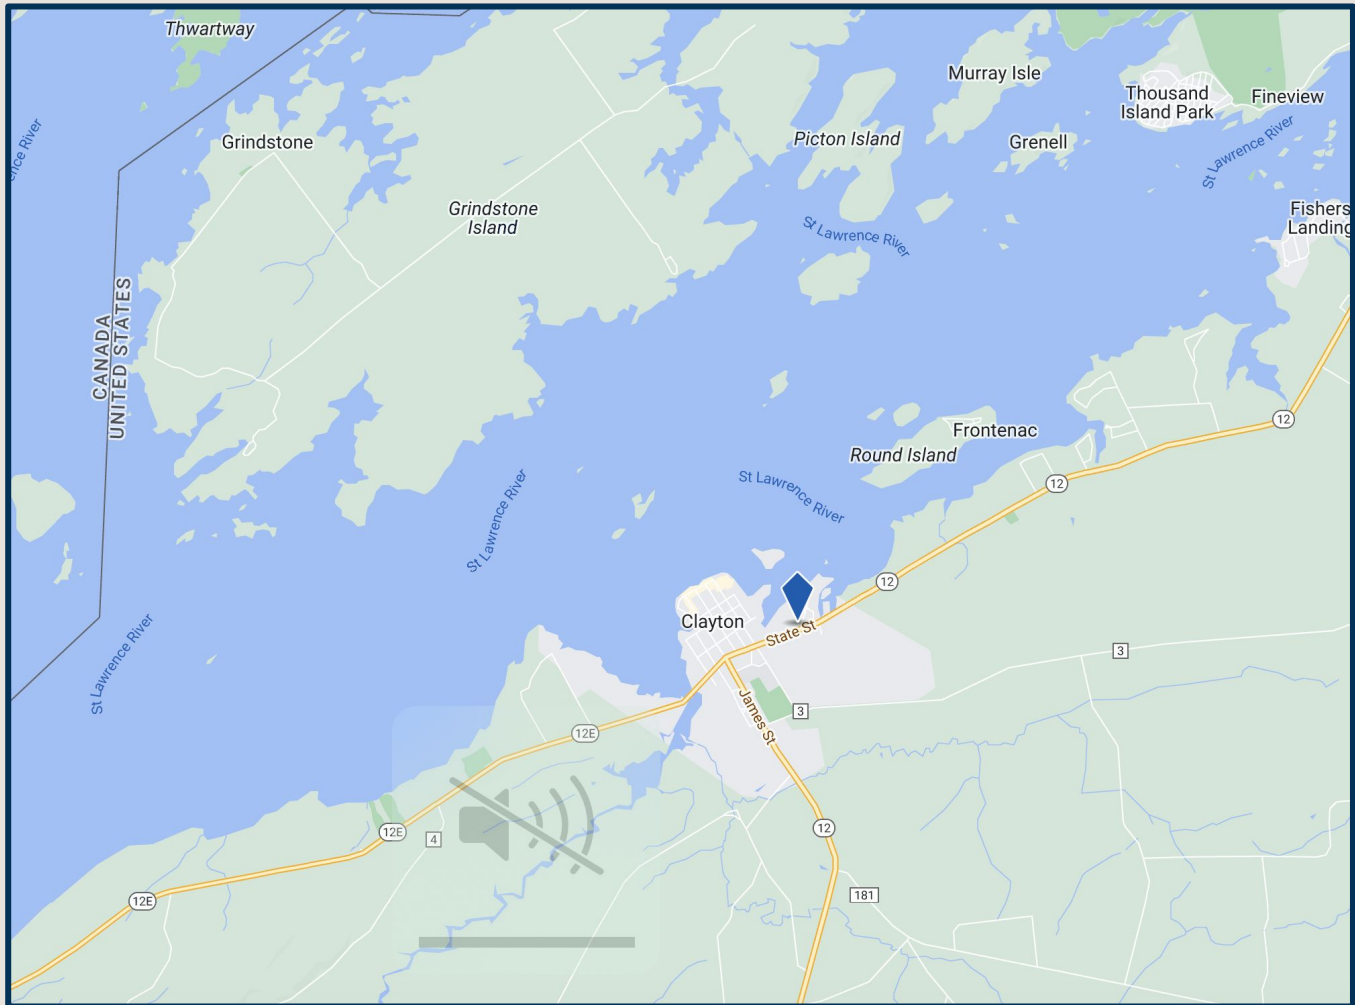 Thwartway
Murray Isle
Thousand
Island Park
Fineview
Grindstone
Picton Island
Grenell
St Lawrence River
ence River
Grindstone
Island
Fishers
Landing
St Lawrence River
CANADA
UNITED STATES
12
Frontenac
Round Island
12
St Lawrence River
St Lawrence River
12
Clayton
State St
St Lawrence River
3
James St
3
12E
12
12E
4
181
12E